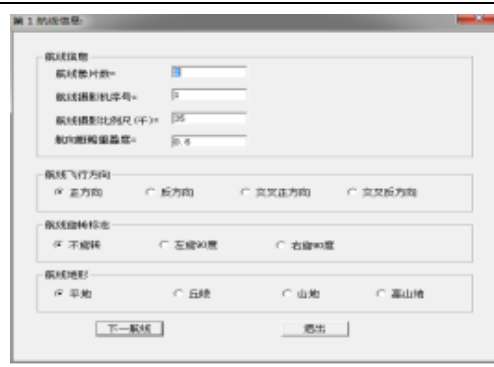 第 1 航线信息:
航线信息
航线像片数=
航线摄影机序号=
航线摄影比例尺(千)= 35
航向断幅重叠度= 0.6
航线飞行方向
正方向 反方向 交叉正方向 交叉反方向
航线旋转标志
不旋转 左旋90度 右旋90度
航线地形
平地 丘陵 山地 高山地
下一航线 退出